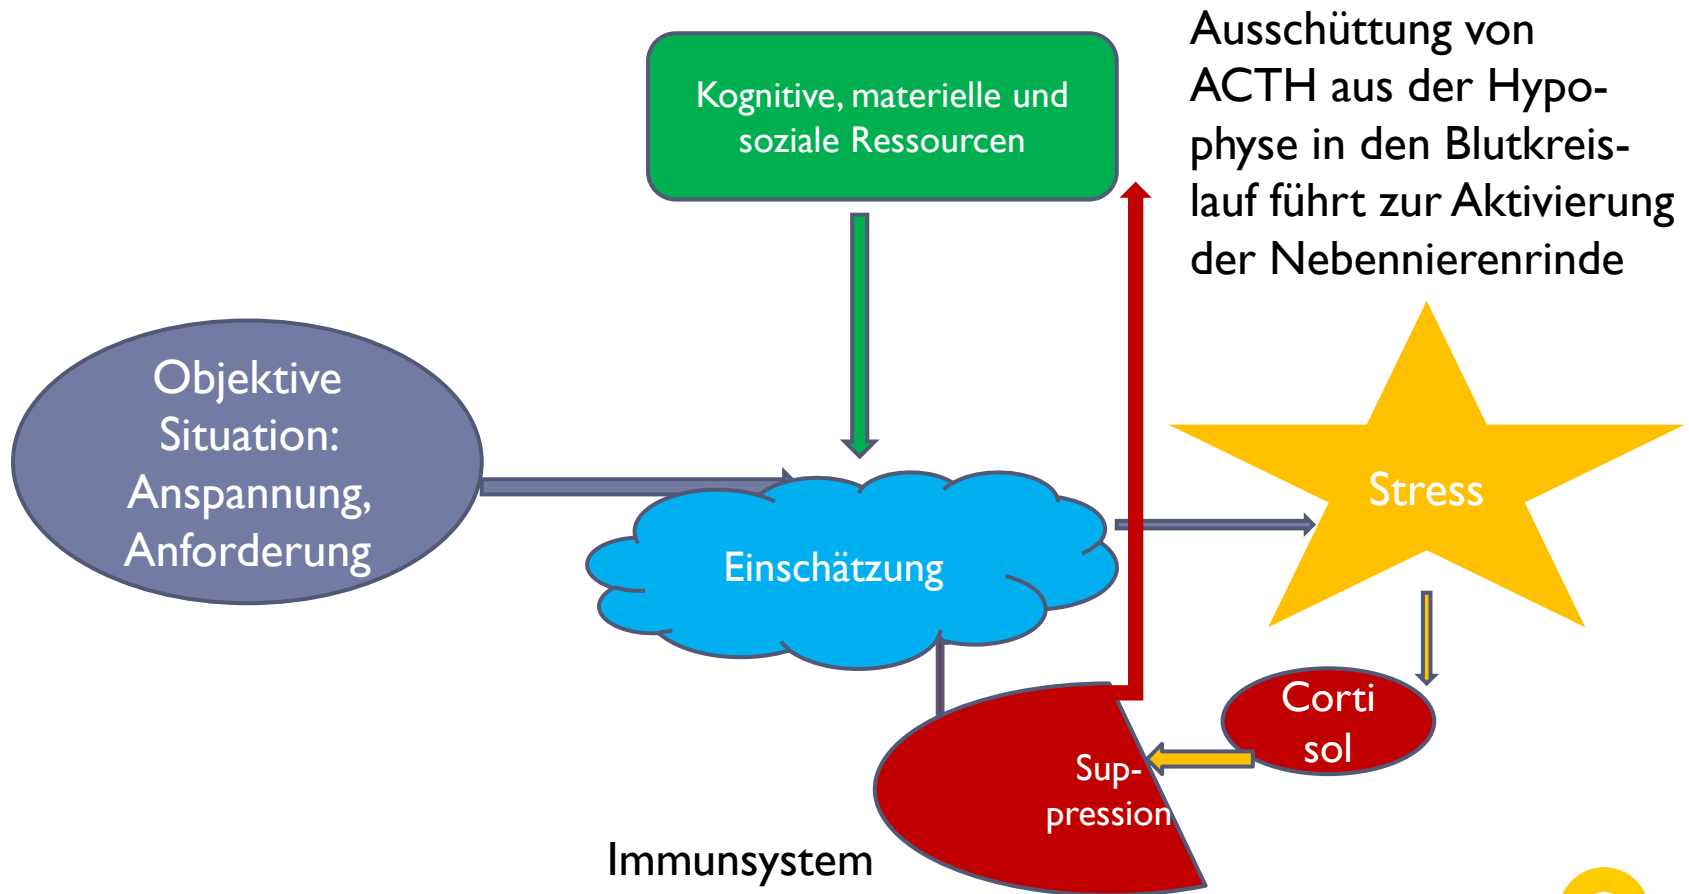 Kognitive, materielle und
soziale Ressourcen
Ausschüttung von
ACTH aus der Hypo-
physe in den Blutkreis-
lauf führt zur Aktivierung
der Nebennierenrinde
Objektive
Situation:
Anspannung,
Anforderung
Einschätzung
Stress
Corti
sol
Sup-
pression
Immunsystem